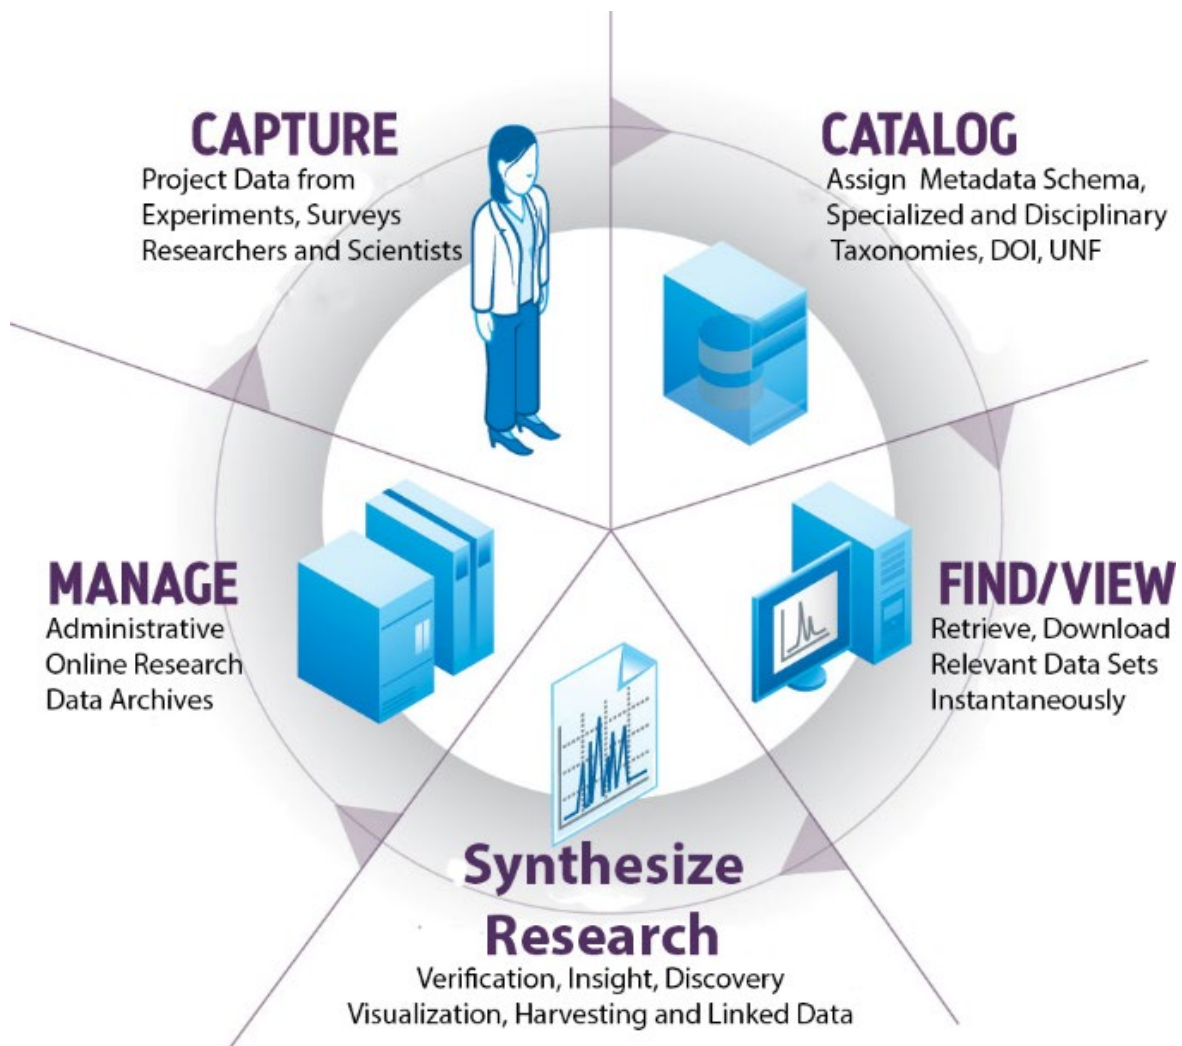 CAPTURE
Project Data from
Experiments, Surveys
Researchers and Scientists
CATALOG
Assign Metadata Schema,
Specialized and Disciplinary
Taxonomies, DOI, UNF
FIND/VIEW
Retrieve, Download
Relevant Data Sets
Instantaneously
Synthesize
Research
Verification, Insight, Discovery
Visualization, Harvesting and Linked Data
MANAGE
Administrative
Online Research
Data Archives